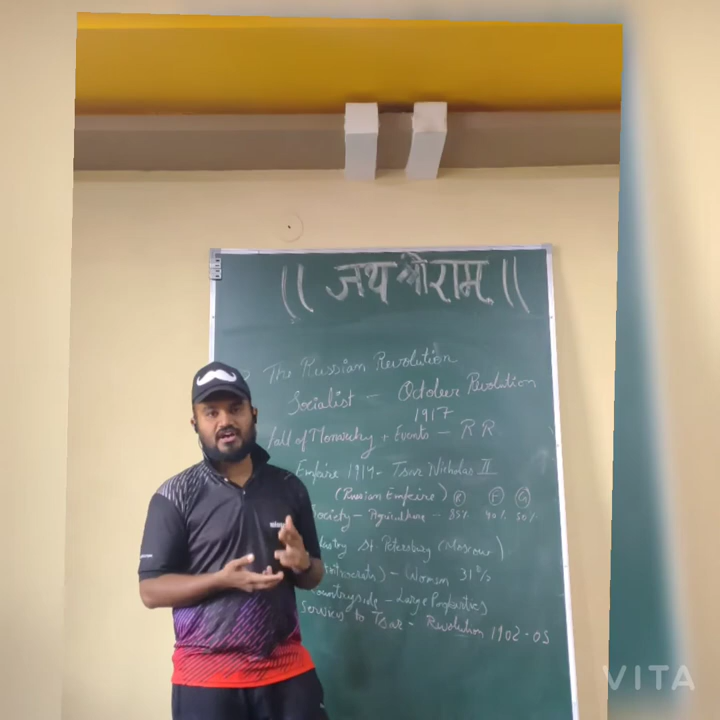 || जय श्री राम ||
The Russian Revolution
Socialist – October Revolution
1917
Fall of Monarchy + Events – R R
Empire 1914 – Tsar Nicholas II
(Russian Empire) (R) (F) (G)
Society – Agriculture – 85% 40% 50%
St. Petersburg (Moscow)
– Women 31%
Countryside – Large Properties
Services to Tsar – Revolution 1902-05
VITA